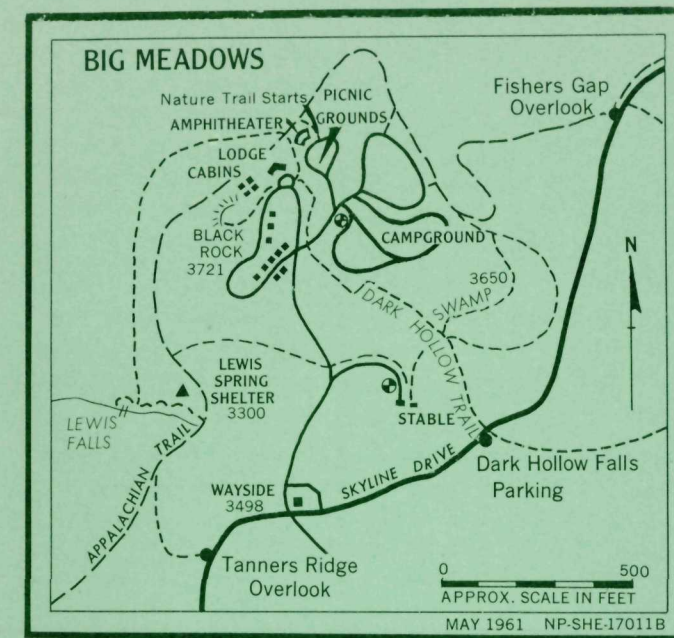 BIG MEADOWS
Fishers Gap
Overlook
Nature Trail Starts
PICNIC
GROUNDS
AMPHITHEATER
LODGE
CABINS
BLACK
ROCK
3721
CAMPGROUND
N
3650
SWAMP
DARK HOLLOW TRAIL
LEWIS
SPRING
SHELTER
3300
LEWIS
FALLS
STABLE
APPALACHIAN TRAIL
WAYSIDE
3498
SKYLINE DRIVE
Dark Hollow Falls
Parking
Tanners Ridge
Overlook
0 500
APPROX. SCALE IN FEET
MAY 1961 NP-SHE-17011B